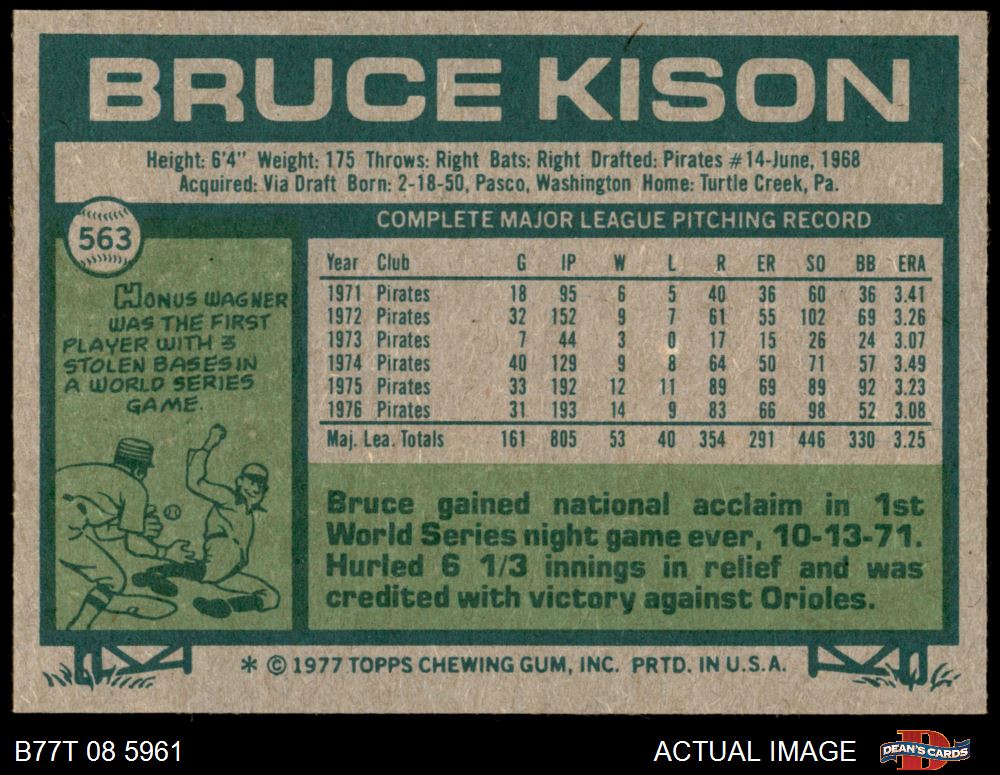 BRUCE KISON
Height: 6'4" Weight: 175 Throws: Right Bats: Right Drafted: Pirates #14-June, 1968
Acquired: Via Draft Born: 2-18-50, Pasco, Washington Home: Turtle Creek, Pa.
563
HONUS WAGNER
WAS THE FIRST
PLAYER WITH 3
STOLEN BASES IN
A WORLD SERIES
GAME.
COMPLETE MAJOR LEAGUE PITCHING RECORD
Year Club G IP W L R ER SO BB ERA
1971 Pirates 18 95 6 5 40 36 60 36 3.41
1972 Pirates 32 152 9 7 61 55 102 69 3.26
1973 Pirates 7 44 3 0 17 15 26 24 3.07
1974 Pirates 40 129 9 8 64 50 71 57 3.49
1975 Pirates 33 192 12 11 89 69 89 92 3.23
1976 Pirates 31 193 14 9 83 66 98 52 3.08
Maj. Lea. Totals 161 805 53 40 354 291 446 330 3.25
Bruce gained national acclaim in 1st
World Series night game ever, 10-13-71.
Hurled 6 1/3 innings in relief and was
credited with victory against Orioles.
* © 1977 TOPPS CHEWING GUM, INC. PRTD. IN U.S.A.
B77T 08 5961
ACTUAL IMAGE
DEAN'S CARDS